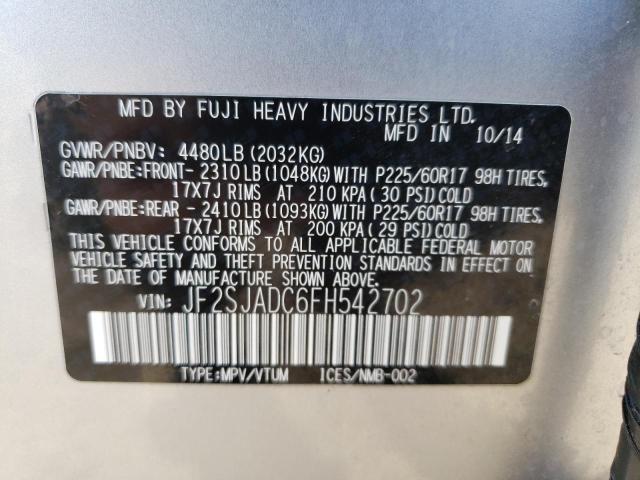 MFD BY FUJI HEAVY INDUSTRIES LTD.
MFD IN 10/14
GVWR/PNBV: 4480LB(2032KG)
GAWR/PNBE:FRONT- 2310LB(1048KG)WITH P225/60R17 98H TIRES,
17X7J RIMS AT 210 KPA(30 PSI)COLD
GAWR/PNBE:REAR - 2410LB(1093KG)WITH P225/60R17 98H TIRES,
17X7J RIMS AT 200 KPA(29 PSI)COLD
THIS VEHICLE CONFORMS TO ALL APPLICABLE FEDERAL MOTOR
VEHICLE SAFETY AND THEFT PREVENTION STANDARDS IN EFFECT ON
THE DATE OF MANUFACTURE SHOWN ABOVE.
VIN: JF2SJADC6FH542702
TYPE:MPV/VTUM ICES/NMB-002